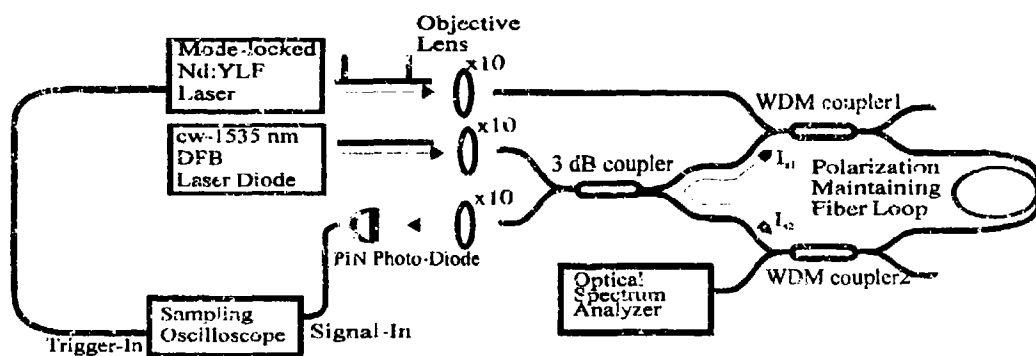 Mode-locked
Nd:YLF
Laser
Objective
Lens
x10
cw-1535 nm
DFB
Laser Diode
x10
x10
PiN Photo-Diode
3 dB coupler
WDM coupler1
I_s1
Polarization
Maintaining
Fiber Loop
I_s2
WDM coupler2
Optical
Spectrum
Analyzer
Sampling
Oscilloscope
Trigger-In
Signal-In